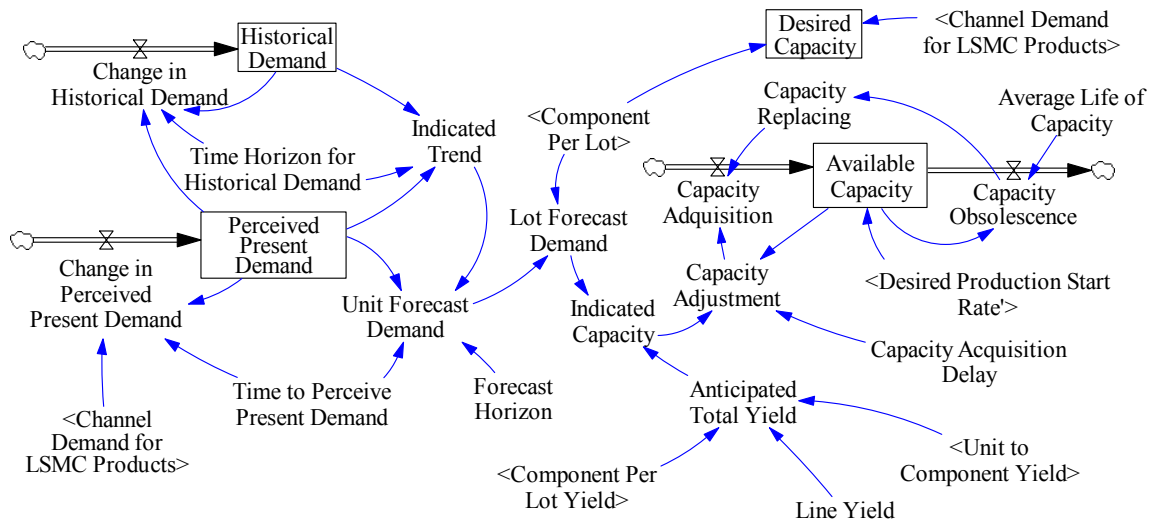 Historical
Demand
Change in
Historical Demand
Time Horizon for
Historical Demand
Indicated
Trend
Perceived
Present
Demand
Change in
Perceived
Present Demand
Unit Forecast
Demand
Time to Perceive
Present Demand
Forecast
Horizon
<Channel
Demand for
LSMC Products>
Desired
Capacity
<Channel Demand
for LSMC Products>
<Component
Per Lot>
Capacity
Replacing
Average Life of
Capacity
Available
Capacity
Capacity
Adquisition
Capacity
Obsolescence
Lot Forecast
Demand
Capacity
Adjustment
<Desired Production Start
Rate'>
Indicated
Capacity
Capacity Acquisition
Delay
Anticipated
Total Yield
<Component Per
Lot Yield>
Line Yield
<Unit to
Component Yield>